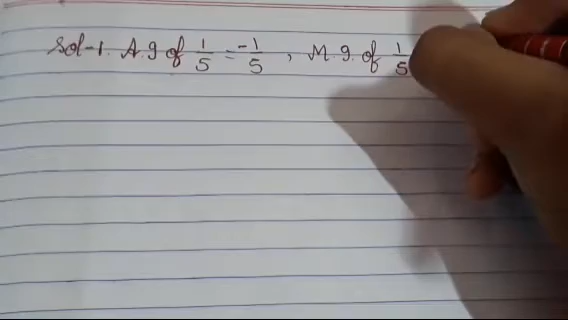 Sol-1. A.I of 1/5 = -1/5 , M.I. of 1/5